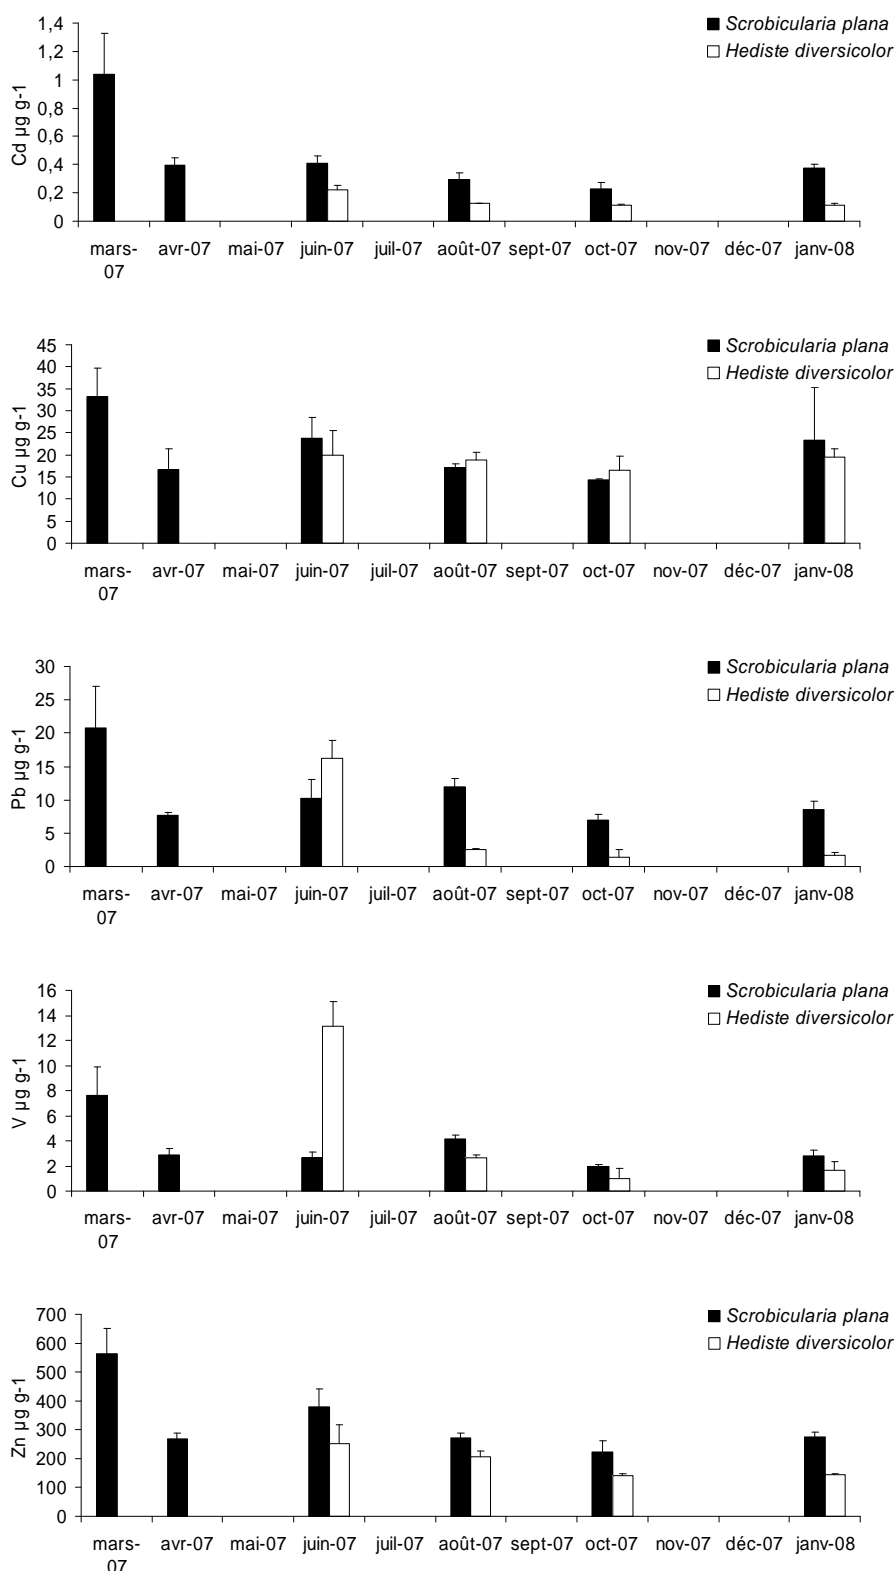 1,4
1,2
1
0,8
0,6
0,4
0,2
0
Cd µg g-1
Scrobicularia plana
Hediste diversicolor
mars-07 avr-07 mai-07 juin-07 juil-07 août-07 sept-07 oct-07 nov-07 déc-07 janv-08
45
40
35
30
25
20
15
10
5
0
Cu µg g-1
Scrobicularia plana
Hediste diversicolor
mars-07 avr-07 mai-07 juin-07 juil-07 août-07 sept-07 oct-07 nov-07 déc-07 janv-08
30
25
20
15
10
5
0
Pb µg g-1
Scrobicularia plana
Hediste diversicolor
mars-07 avr-07 mai-07 juin-07 juil-07 août-07 sept-07 oct-07 nov-07 déc-07 janv-08
16
14
12
10
8
6
4
2
0
V µg g-1
Scrobicularia plana
Hediste diversicolor
mars-07 avr-07 mai-07 juin-07 juil-07 août-07 sept-07 oct-07 nov-07 déc-07 janv-08
700
600
500
400
300
200
100
0
Zn µg g-1
Scrobicularia plana
Hediste diversicolor
mars-07 avr-07 mai-07 juin-07 juil-07 août-07 sept-07 oct-07 nov-07 déc-07 janv-08